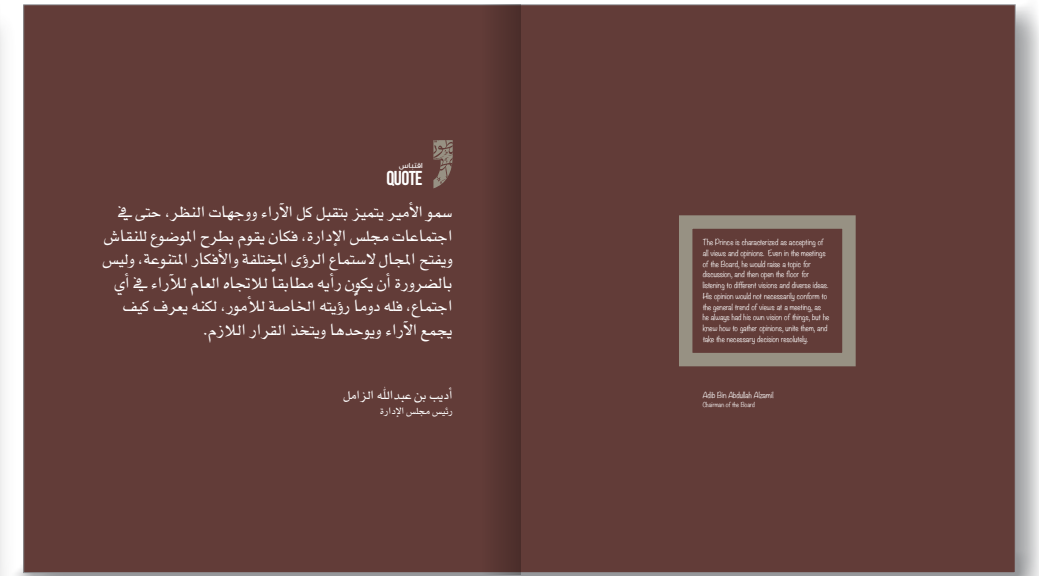 اقتباس
QUOTE
سمو الأمير يتميز بتقبل كل الآراء ووجهات النظر، حتى في
اجتماعات مجلس الإدارة، فكان يقوم بطرح الموضوع للنقاش
ويفتح المجال لاستماع الرؤى المختلفة والأفكار المتنوعة، وليس
بالضرورة أن يكون رأيه مطابقاً للاتجاه العام للآراء في أي
اجتماع، فله دوماً رؤيته الخاصة للأمور، لكنه يعرف كيف
يجمع الآراء ويوحدها ويتخذ القرار اللازم.
أديب بن عبدالله الزامل
رئيس مجلس الإدارة
The Prince is characterized as accepting of
all views and opinions. Even in the meetings
of the Board, he would raise a topic for
discussion, and then open the floor for
listening to different visions and diverse ideas.
His opinion would not necessarily conform to
the general trend of views at a meeting, as
he always had his own vision of things, but he
knew how to gather opinions, unite them, and
take the necessary decision resolutely.
Adib Bin Abdullah Alzamil
Chairman of the Board